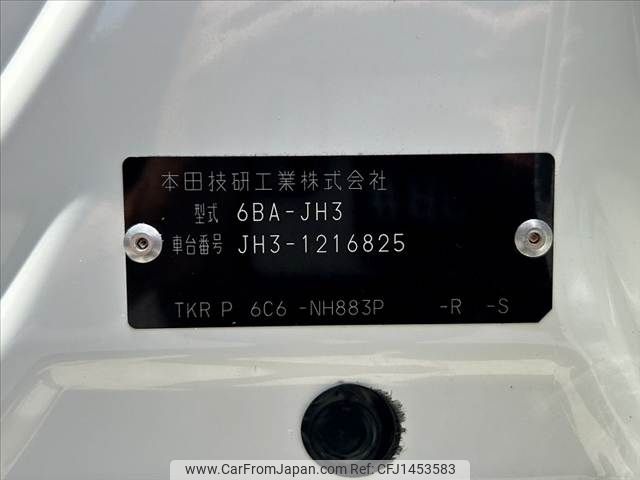 本田技研工業株式会社
型式 6BA-JH3
車台番号 JH3-1216825
TKR P 6C6 -NH883P -R -S
www.CarFromJapan.com | CFJ1453583